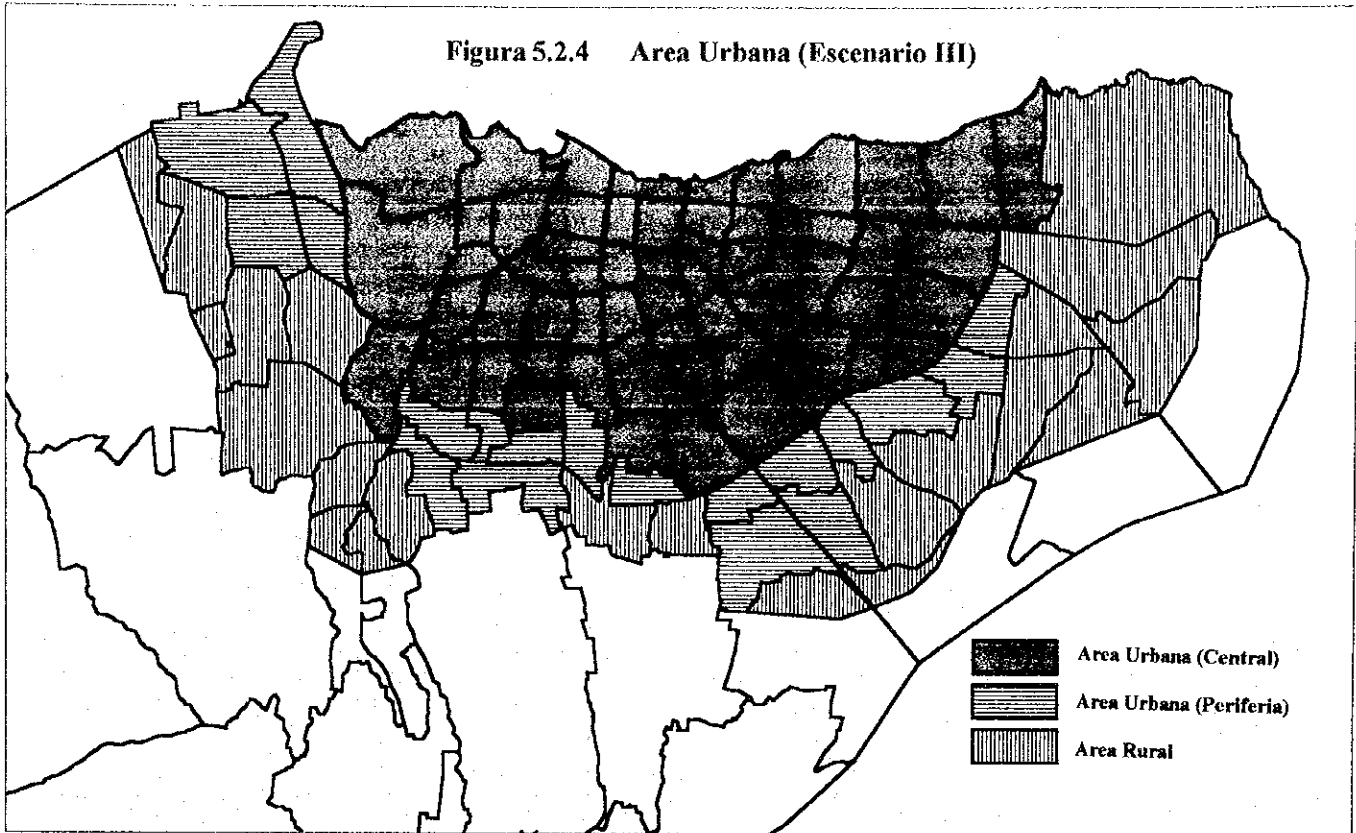 Figura 5.2.4 Area Urbana (Escenario III)
Area Urbana (Central)
Area Urbana (Periferia)
Area Rural